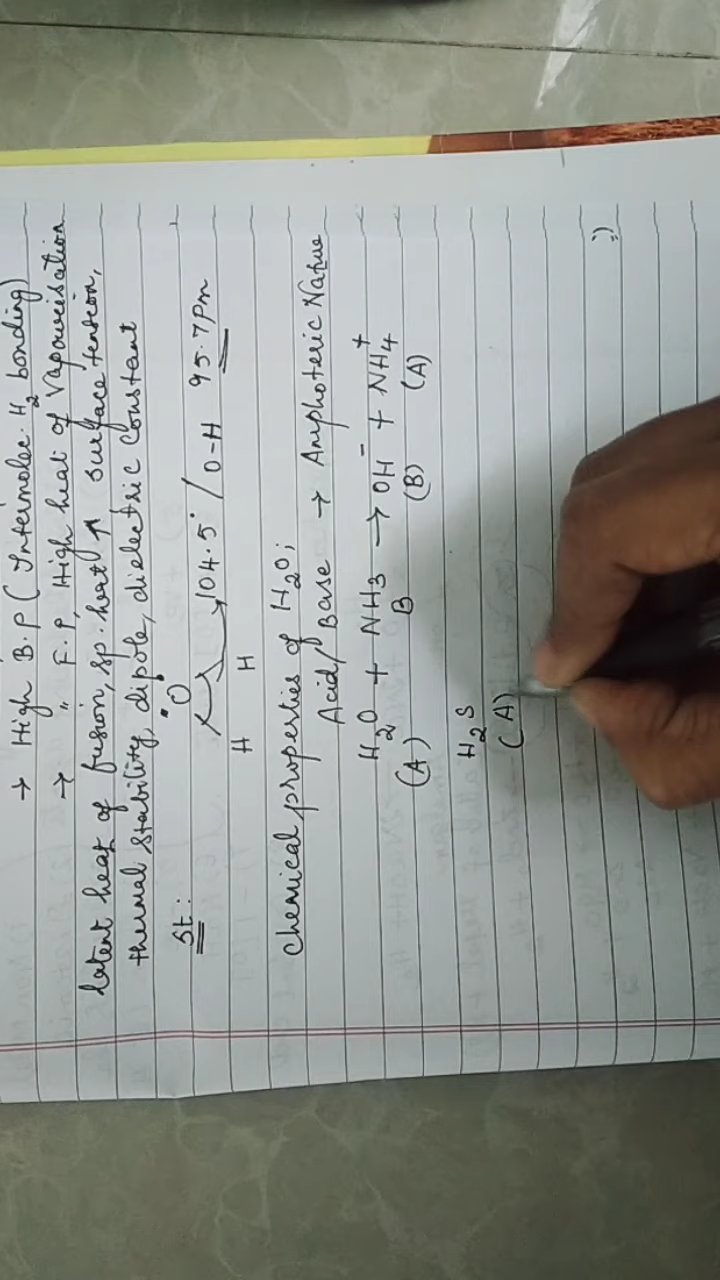 → High B.P ( Intermolec. H2 bonding)
→ " F.P, High heat of Vapourisation
latent heat of fusion, sp. heat ↑ surface tension,
thermal stability, dipole, dielectric constant
St: O 104.5° / O-H 95.7pm
H H
Chemical properties of H2O;
Acid/Base → Amphoteric Nature
H2O + NH3 → OH- + NH4+
(A) B (B) (A)
H2S
(A)